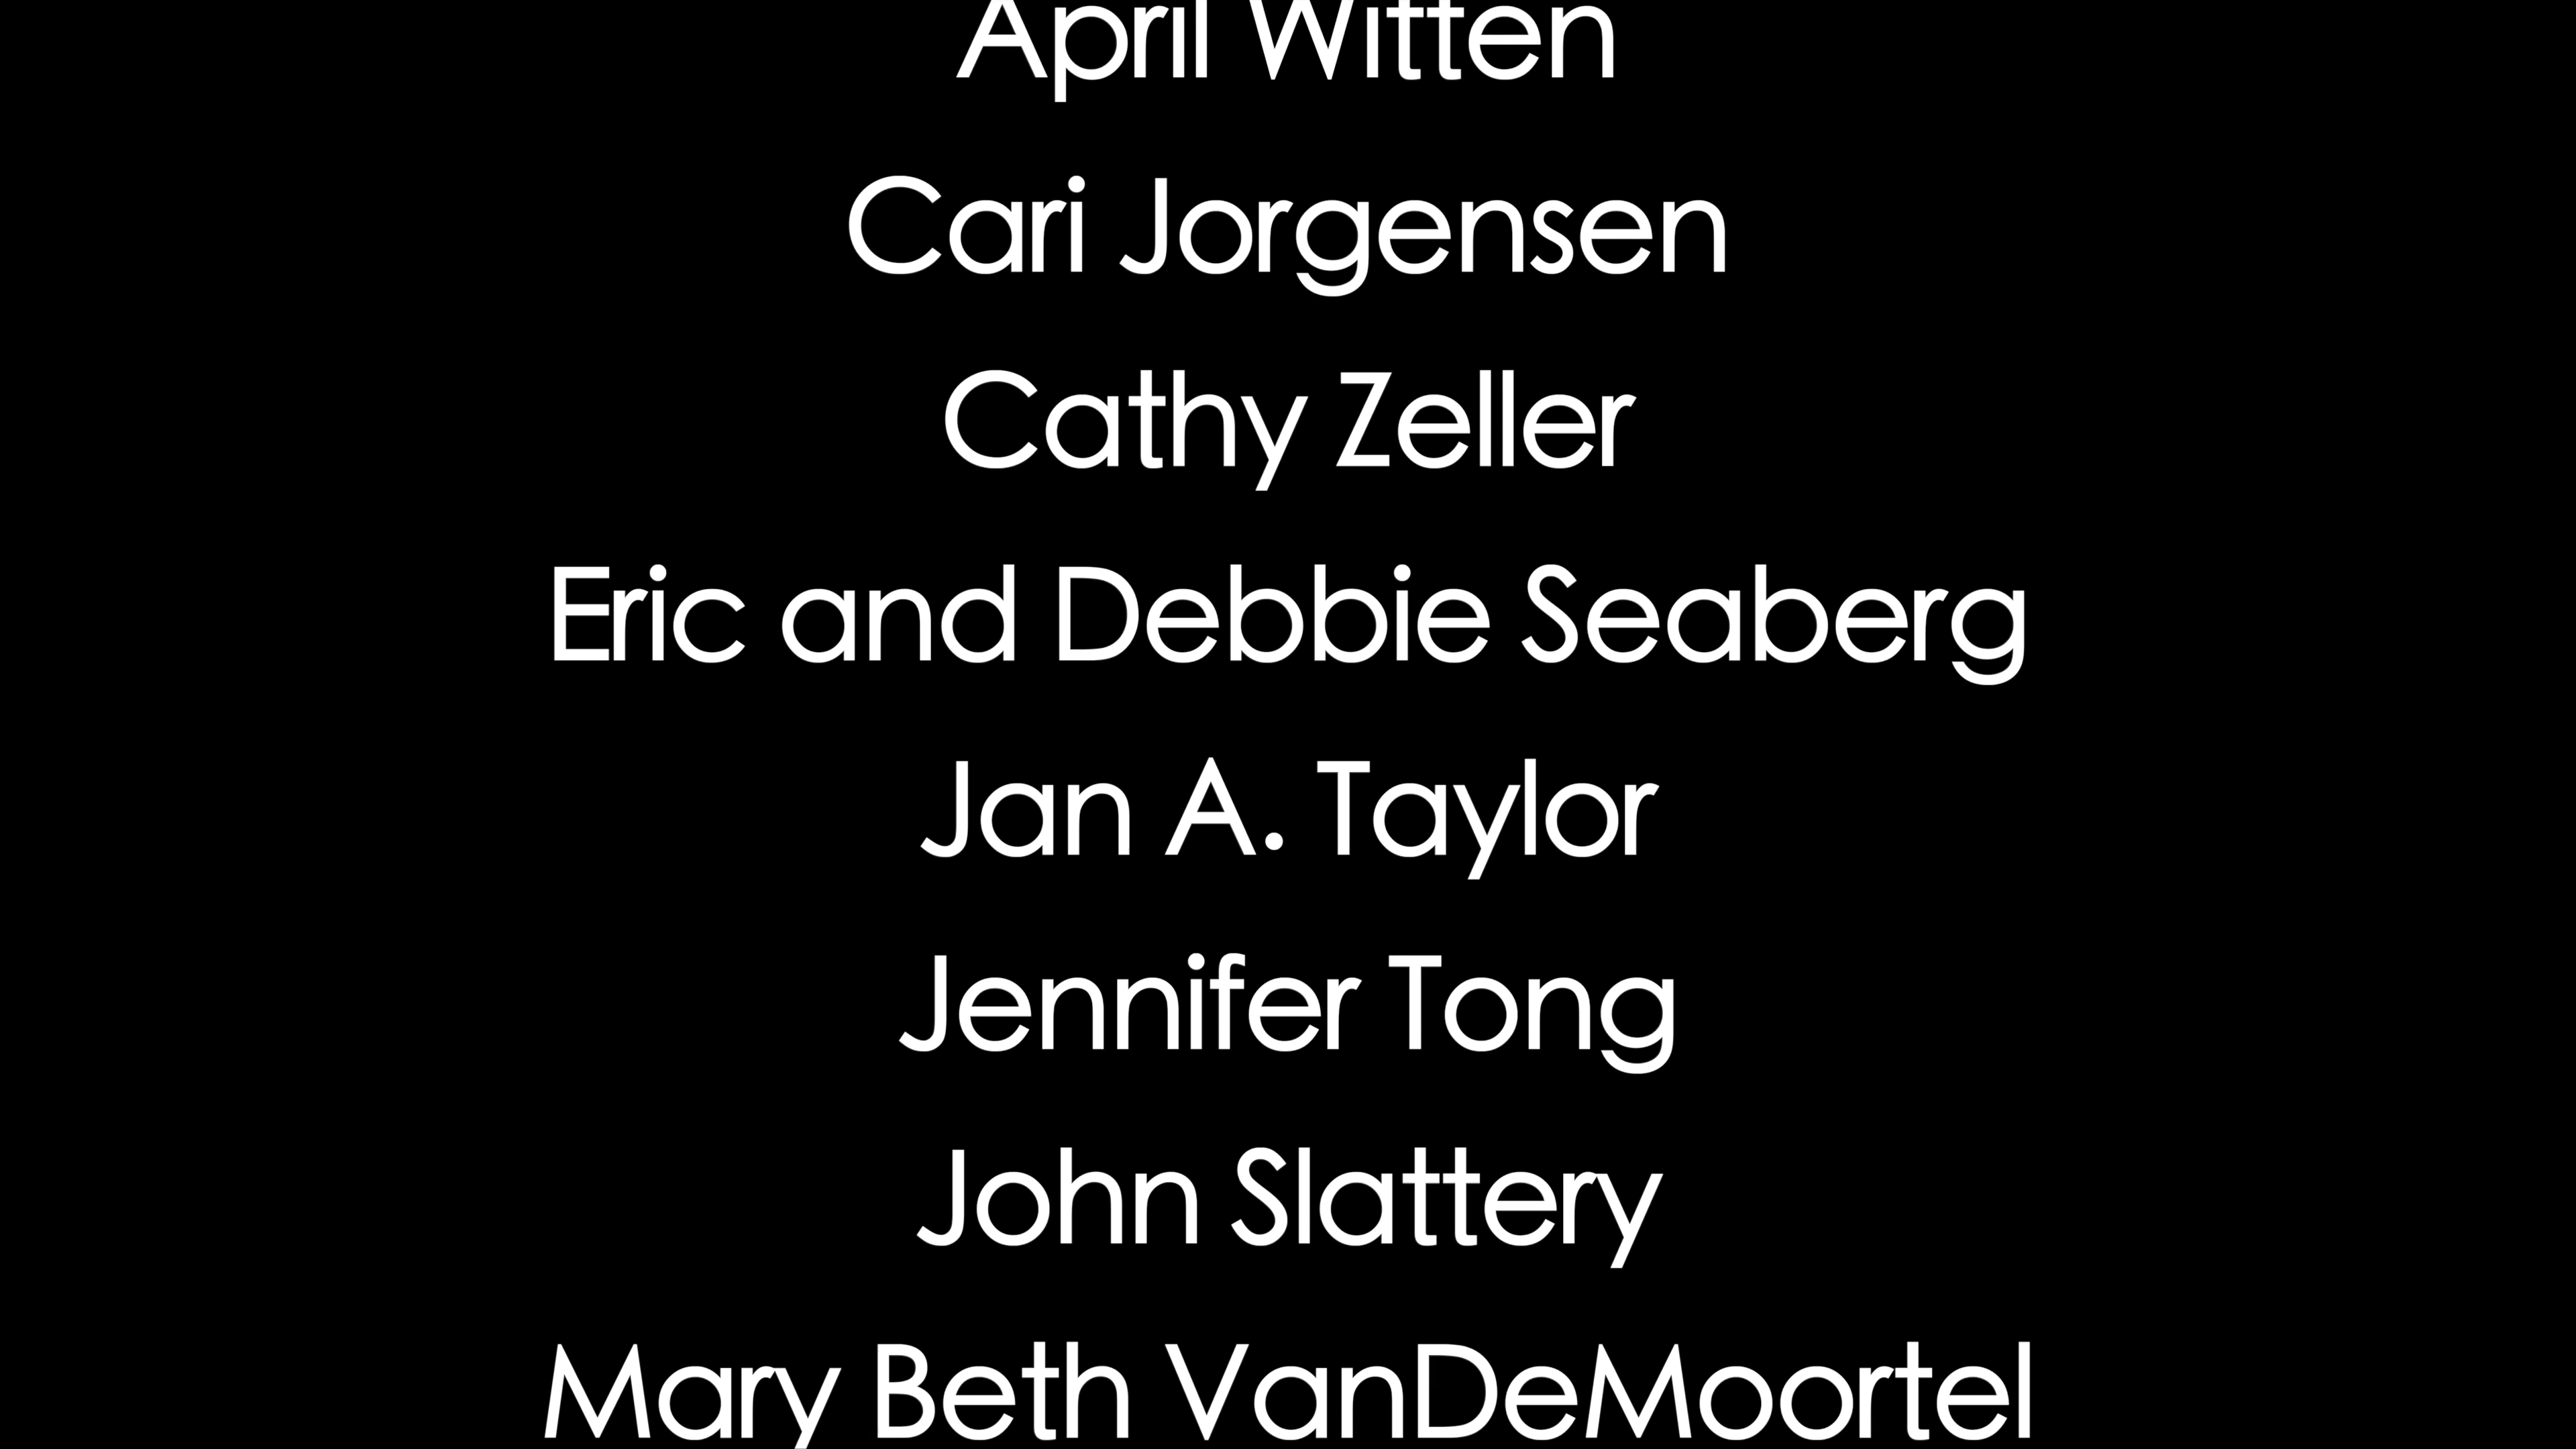 April Witten
Cari Jorgensen
Cathy Zeller
Eric and Debbie Seaberg
Jan A. Taylor
Jennifer Tong
John Slattery
Mary Beth VanDeMoortel